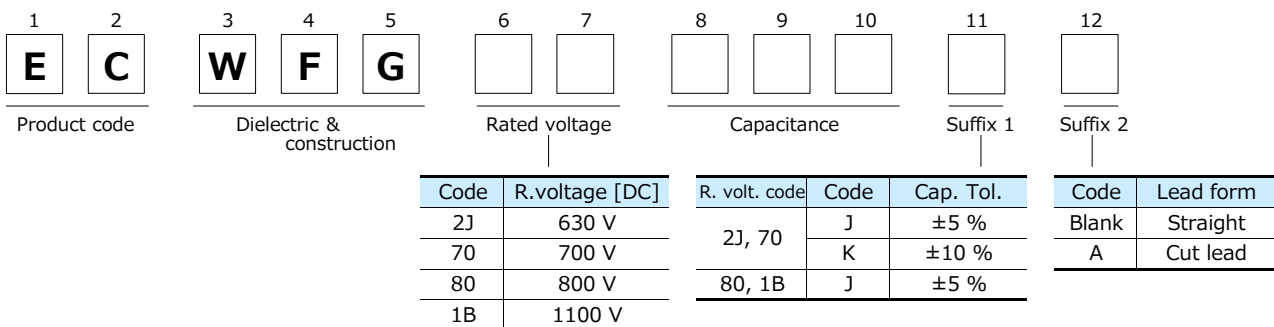 1 2 3 4 5 6 7 8 9 10 11 12
E C W F G
Product code Dielectric & Rated voltage Capacitance Suffix 1 Suffix 2
construction
Code R.voltage [DC] R. volt. code Code Cap. Tol. Code Lead form
2J 630 V 2J, 70 J ±5 % Blank Straight
70 700 V K ±10 % A Cut lead
80 800 V 80, 1B J ±5 %
1B 1100 V